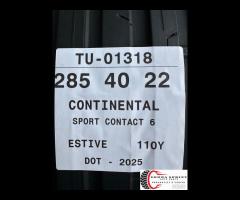 TU-01318
285 40 22
CONTINENTAL
SPORT CONTACT 6
ESTIVE 110Y
DOT - 2025